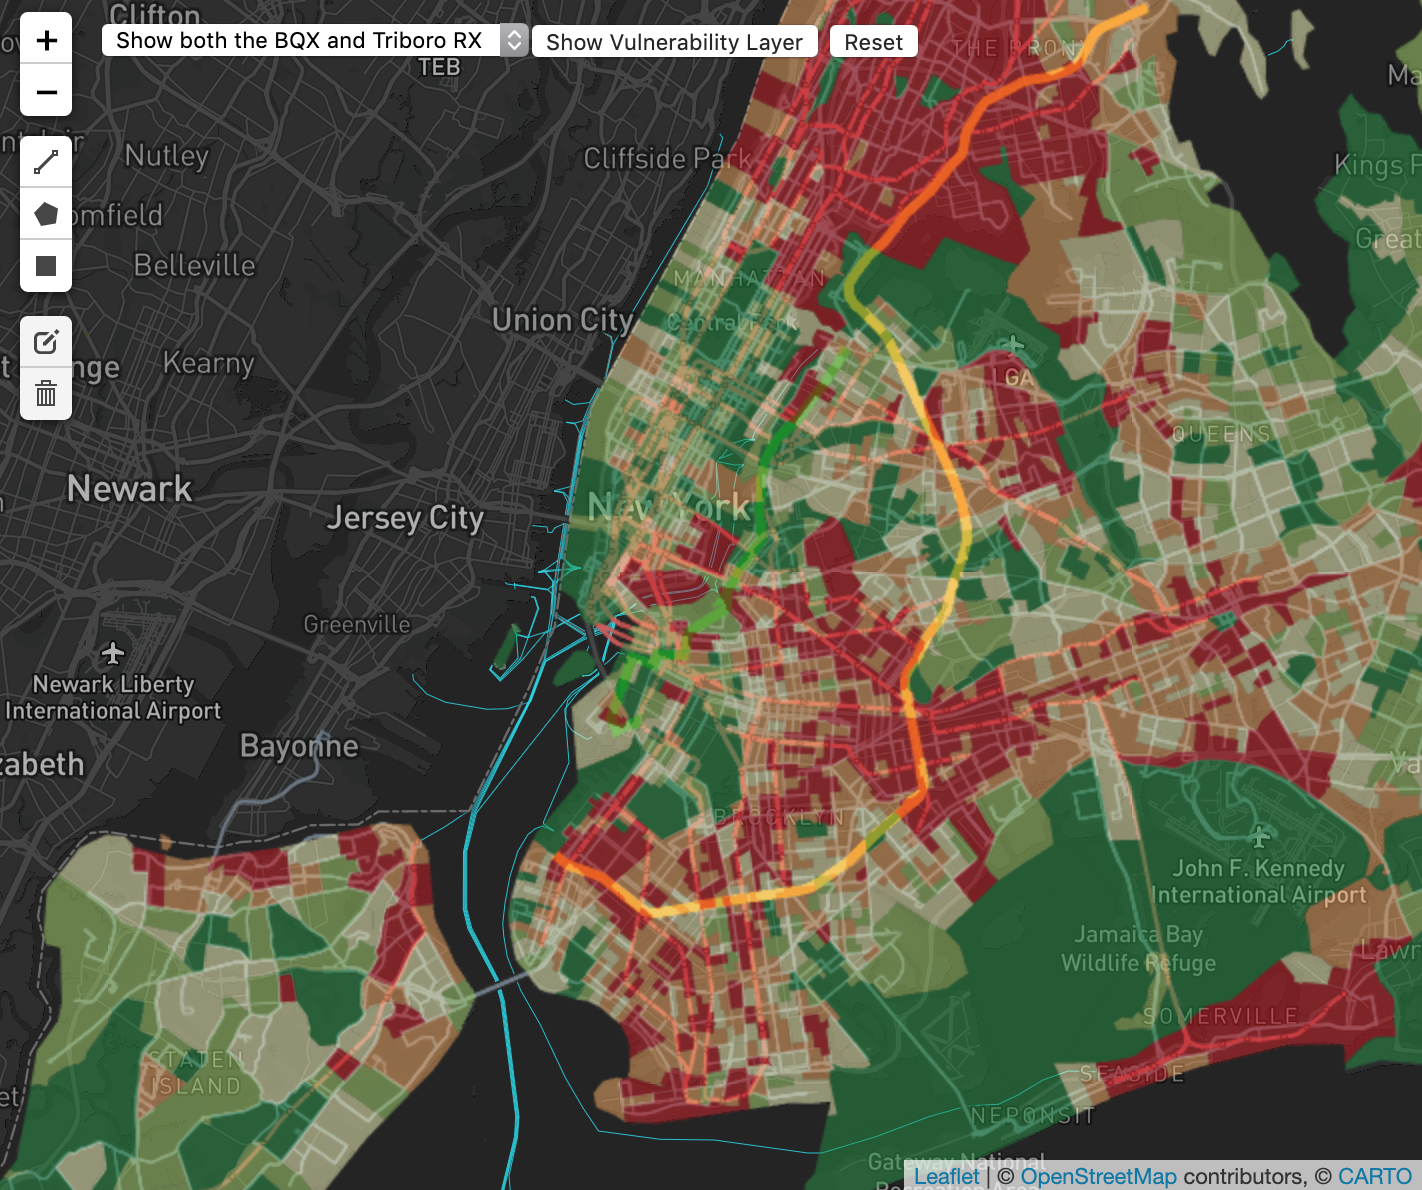 Clifton
+
Show both the BQX and Triboro RX
Show Vulnerability Layer
Reset
THE BRON
TEB
−
Ma
Nutley
Cliffside Park
Kings P
omfield
Belleville
Great
MANHATTAN
Union City
Central Park
Kearny
nge
LGA
QUEENS
Newark
New York
Jersey City
Greenville
Newark Liberty
International Airport
Bayonne
zabeth
Va
BROOKLYN
John F. Kennedy
International Airport
Jamaica Bay
Wildlife Refuge
Lawr
SOMERVILLE
STATEN
ISLAND
SEASIDE
et
NEPONSIT
Gateway National
Leaflet | © OpenStreetMap contributors, © CARTO